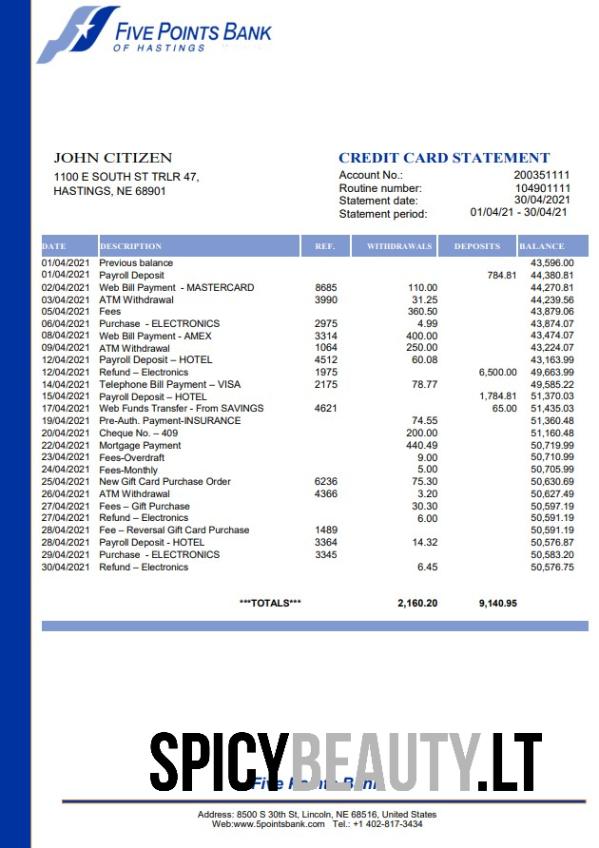 FIVE POINTS BANK
OF HASTINGS
JOHN CITIZEN
1100 E SOUTH ST TRLR 47,
HASTINGS, NE 68901
CREDIT CARD STATEMENT
Account No.: 200351111
Routine number: 104901111
Statement date: 30/04/2021
Statement period: 01/04/21 - 30/04/21
DATE DESCRIPTION REF. WITHDRAWALS DEPOSITS BALANCE
01/04/2021 Previous balance 43,596.00
01/04/2021 Payroll Deposit 784.81 44,380.81
02/04/2021 Web Bill Payment - MASTERCARD 8685 110.00 44,270.81
03/04/2021 ATM Withdrawal 3990 31.25 44,239.56
05/04/2021 Fees 360.50 43,879.06
06/04/2021 Purchase - ELECTRONICS 2975 4.99 43,874.07
08/04/2021 Web Bill Payment - AMEX 3314 400.00 43,474.07
09/04/2021 ATM Withdrawal 1064 250.00 43,224.07
12/04/2021 Payroll Deposit – HOTEL 4512 60.08 43,163.99
12/04/2021 Refund – Electronics 1975 6,500.00 49,663.99
14/04/2021 Telephone Bill Payment – VISA 2175 78.77 49,585.22
15/04/2021 Payroll Deposit – HOTEL 1,784.81 51,370.03
17/04/2021 Web Funds Transfer - From SAVINGS 4621 65.00 51,435.03
19/04/2021 Pre-Auth. Payment-INSURANCE 74.55 51,360.48
20/04/2021 Cheque No. – 409 200.00 51,160.48
22/04/2021 Mortgage Payment 440.49 50,719.99
23/04/2021 Fees-Overdraft 9.00 50,710.99
24/04/2021 Fees-Monthly 5.00 50,705.99
25/04/2021 New Gift Card Purchase Order 6236 75.30 50,630.69
26/04/2021 ATM Withdrawal 4366 3.20 50,627.49
27/04/2021 Fees – Gift Purchase 30.30 50,597.19
27/04/2021 Refund – Electronics 6.00 50,591.19
28/04/2021 Fee – Reversal Gift Card Purchase 1489 50,591.19
28/04/2021 Payroll Deposit - HOTEL 3364 14.32 50,576.87
29/04/2021 Purchase - ELECTRONICS 3345 50,583.20
30/04/2021 Refund – Electronics 6.45 50,576.75
***TOTALS*** 2,160.20 9,140.95
SPICYBEAUTY.LT
Five Points Bank
Address: 8500 S 30th St, Lincoln, NE 68516, United States
Web:www.5pointsbank.com Tel.: +1 402-817-3434